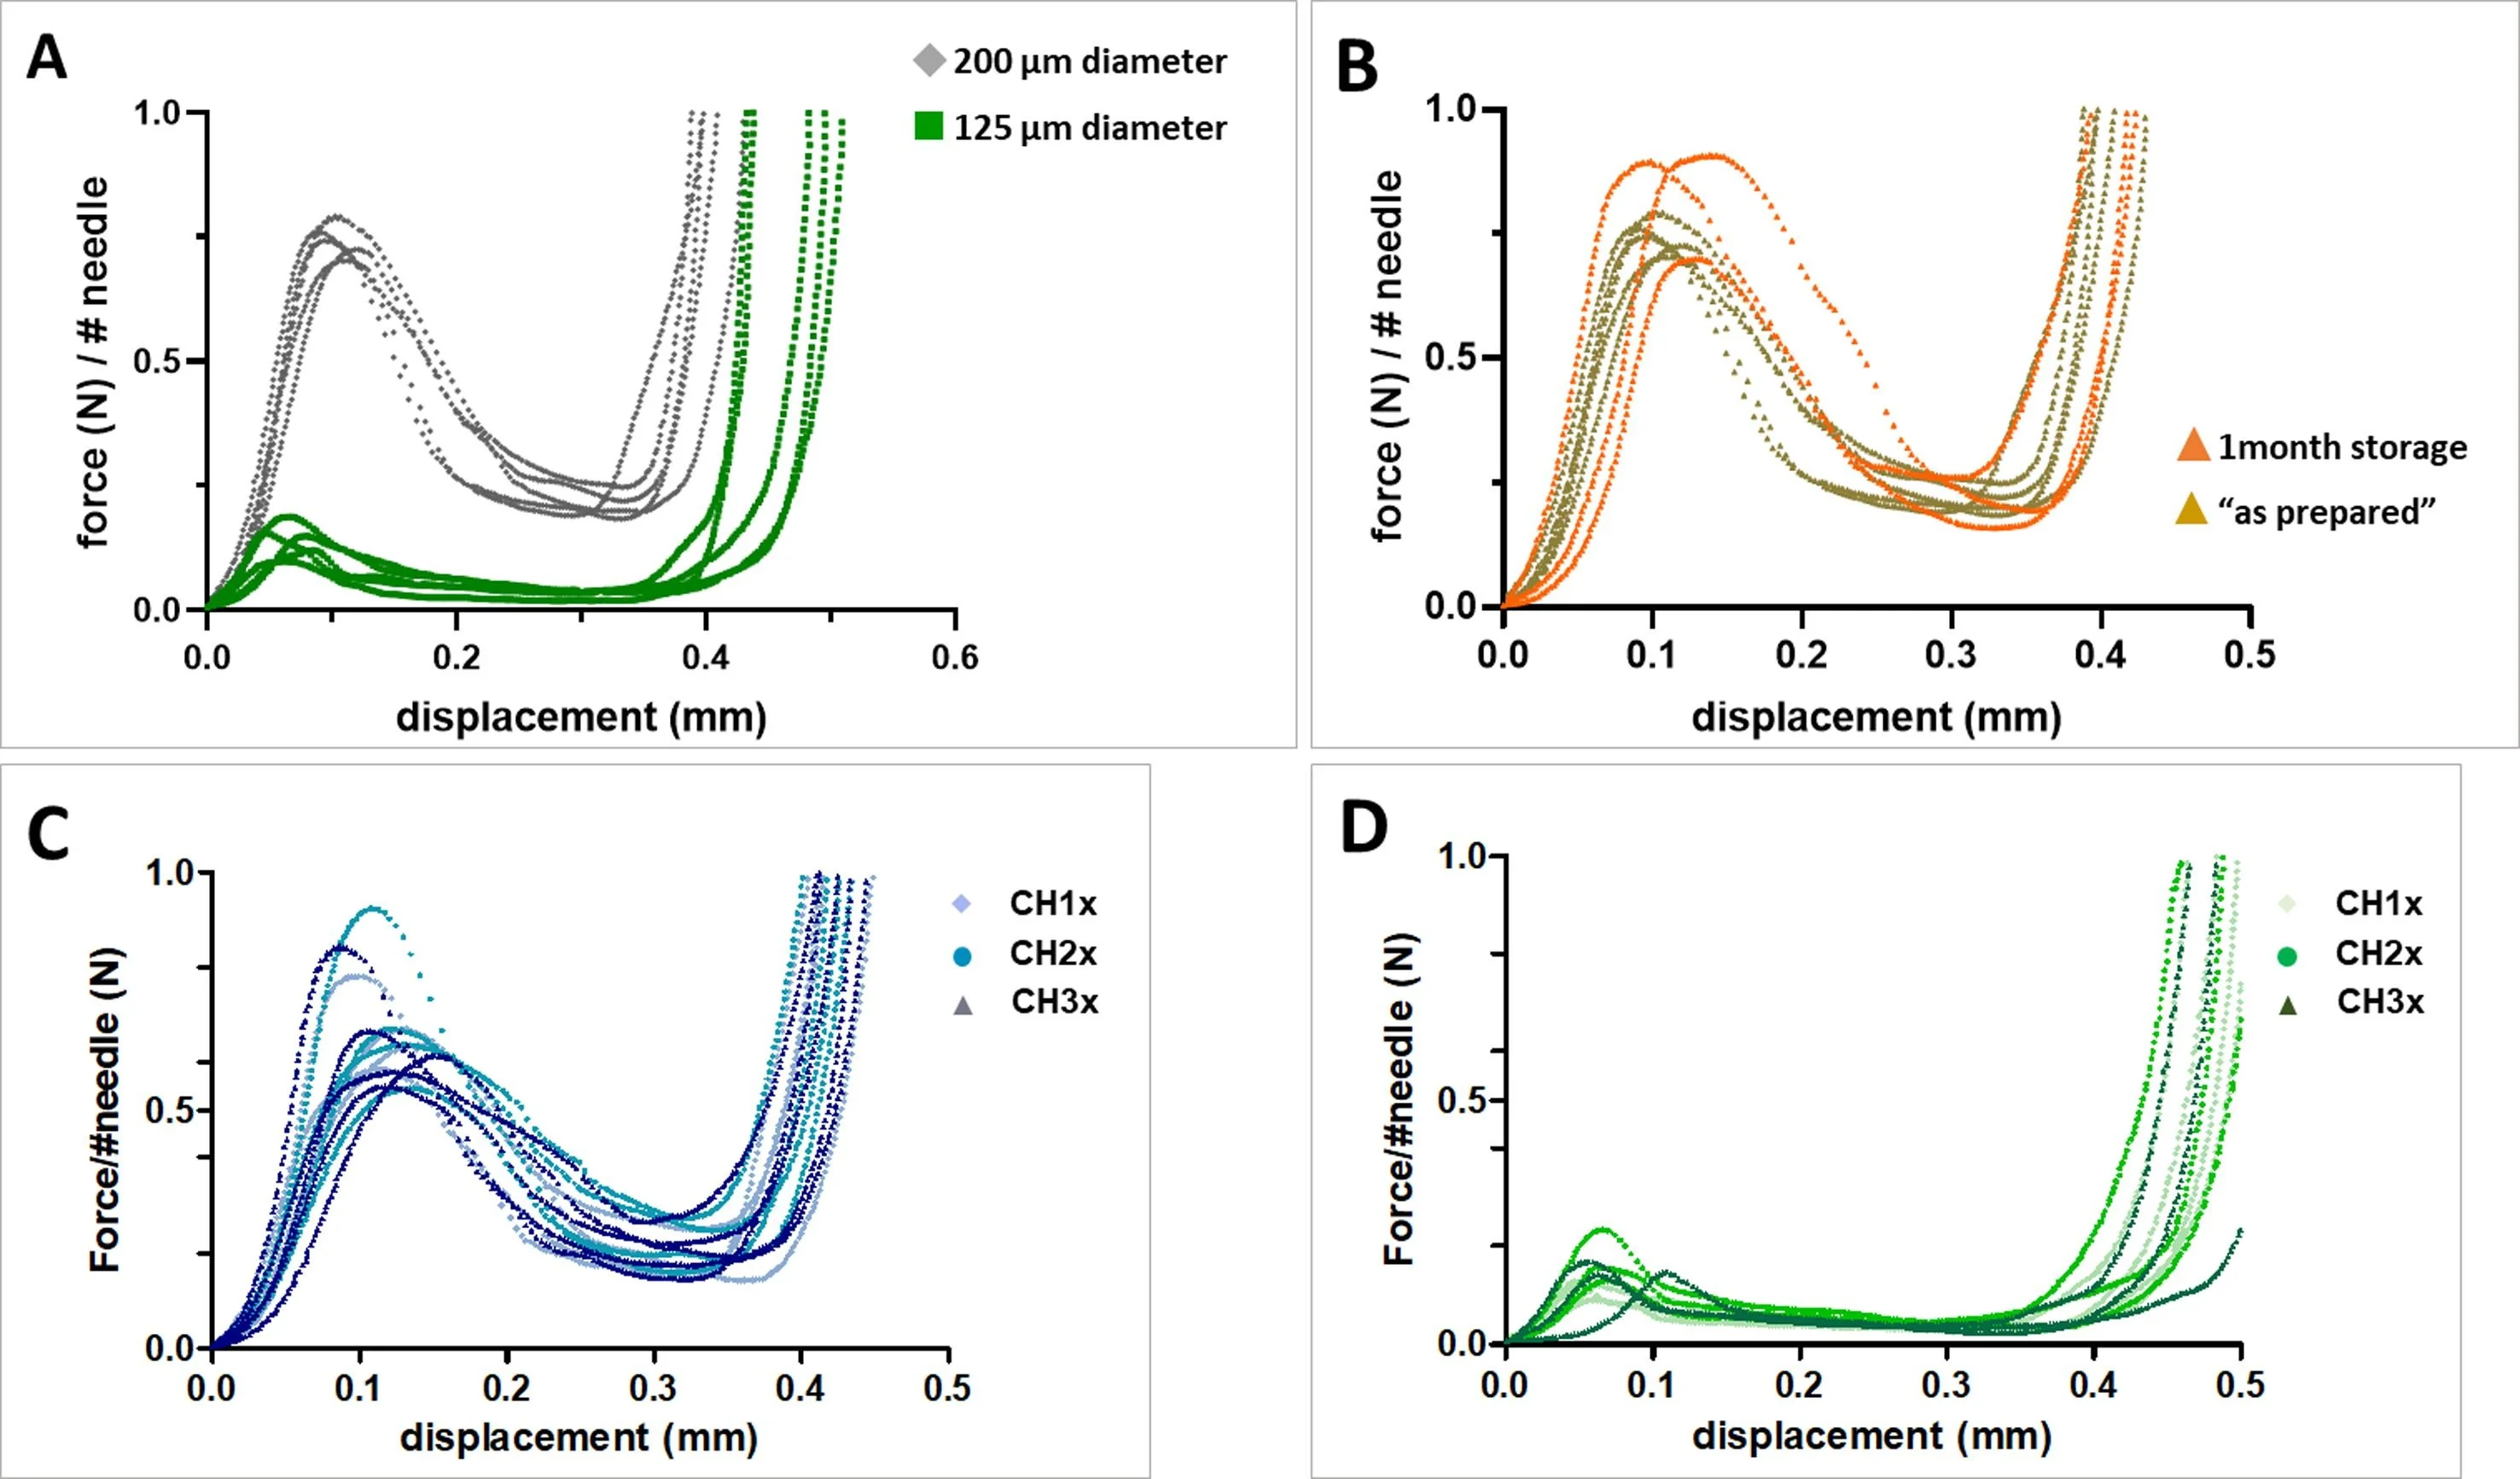 A
200 µm diameter
125 µm diameter
force (N) / # needle
1.0
0.5
0.0
0.0 0.2 0.4 0.6
displacement (mm)
B
force (N) / # needle
1.0
0.5
0.0
1month storage
“as prepared”
0.0 0.1 0.2 0.3 0.4 0.5
displacement (mm)
C
Force/#needle (N)
1.0
0.5
0.0
CH1x
CH2x
CH3x
0.0 0.1 0.2 0.3 0.4 0.5
displacement (mm)
D
Force/#needle (N)
1.0
0.5
0.0
CH1x
CH2x
CH3x
0.0 0.1 0.2 0.3 0.4 0.5
displacement (mm)